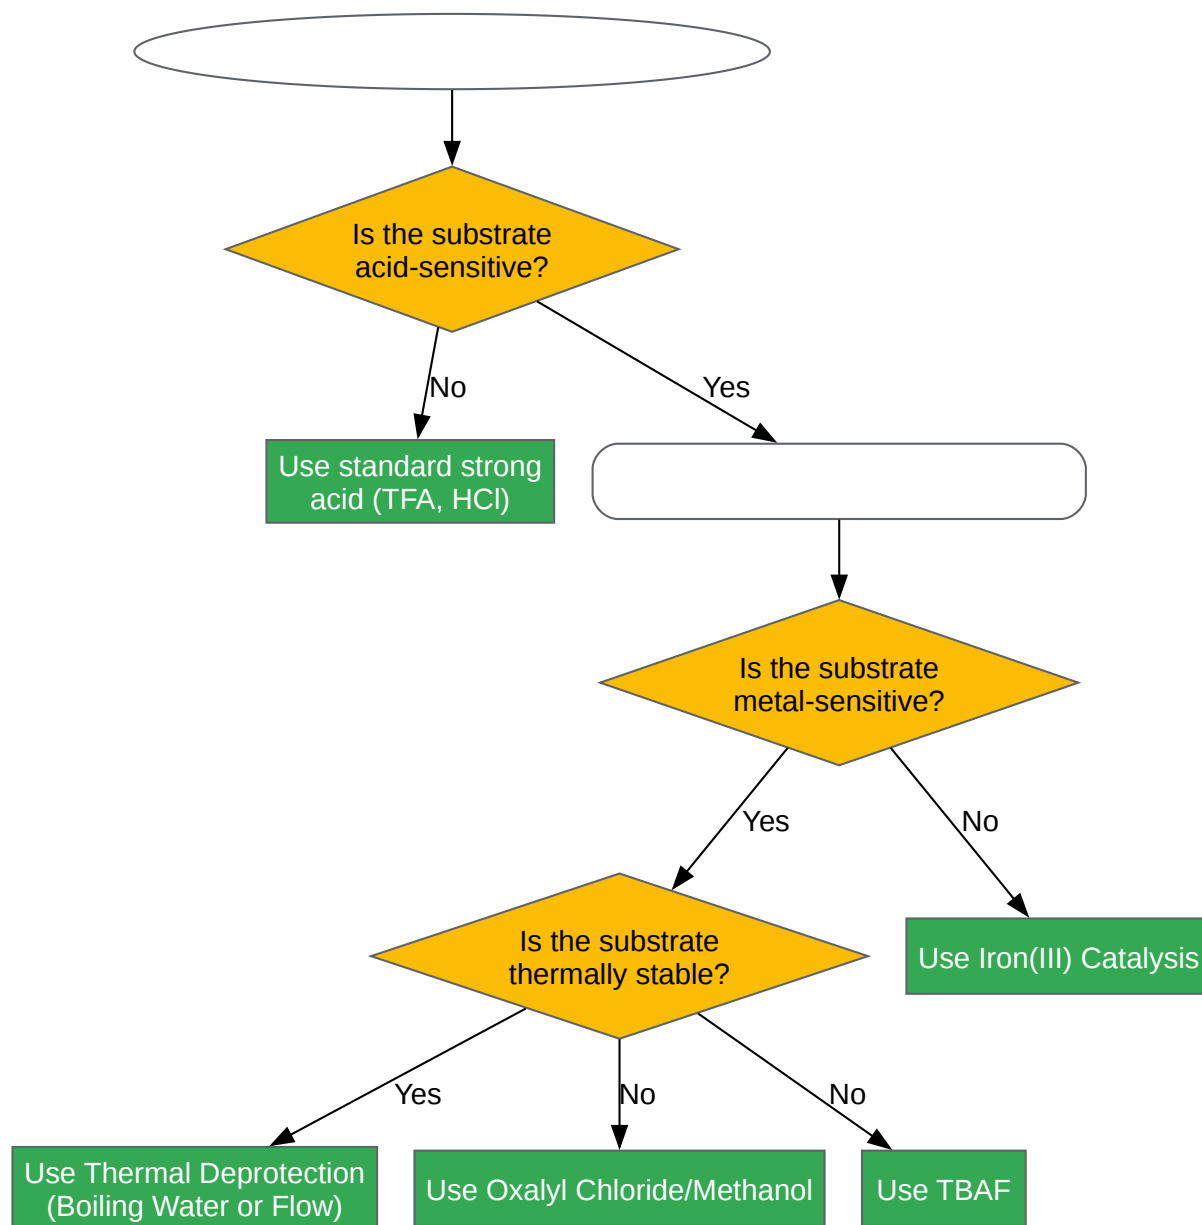 Is the substrate
acid-sensitive?
No
Yes
Use standard strong
acid (TFA, HCl)
Is the substrate
metal-sensitive?
Yes
No
Is the substrate
thermally stable?
Use Iron(III) Catalysis
Yes
No
No
Use Thermal Deprotection
(Boiling Water or Flow)
Use Oxalyl Chloride/Methanol
Use TBAF